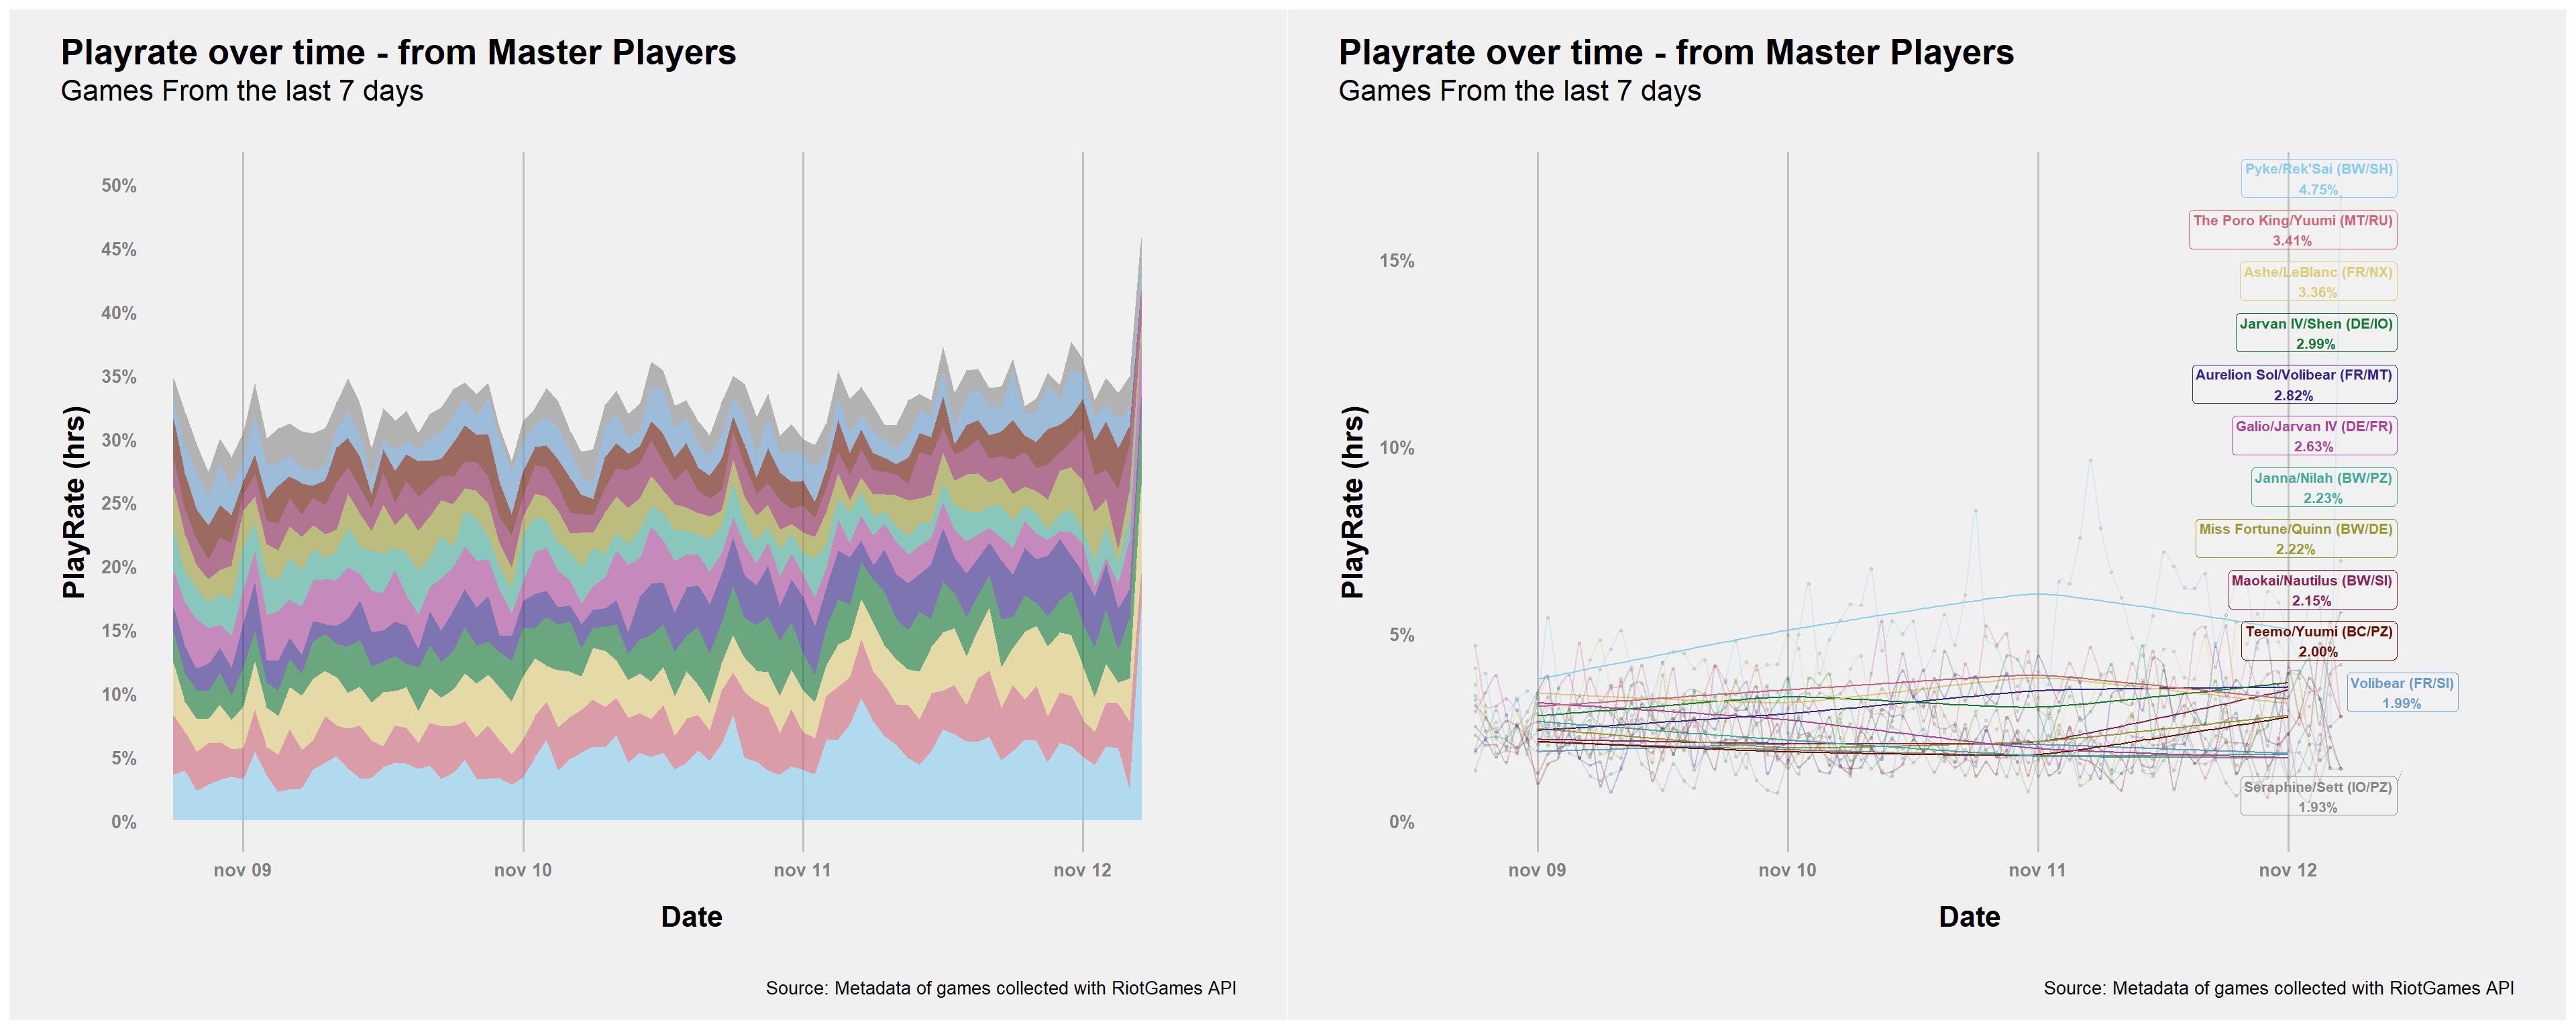 Playrate over time - from Master Players
Games From the last 7 days
50%
45%
40%
35%
30%
25%
20%
15%
10%
5%
0%
PlayRate (hrs)
nov 09
nov 10
nov 11
nov 12
Date
Source: Metadata of games collected with RiotGames API
Playrate over time - from Master Players
Games From the last 7 days
15%
10%
5%
0%
PlayRate (hrs)
Pyke/Rek'Sai (BW/SH)
4.75%
The Poro King/Yuumi (MT/RU)
3.41%
Ashe/LeBlanc (FR/NX)
3.36%
Jarvan IV/Shen (DE/IO)
2.99%
Aurelion Sol/Volibear (FR/MT)
2.82%
Galio/Jarvan IV (DE/FR)
2.63%
Janna/Nilah (BW/PZ)
2.23%
Miss Fortune/Quinn (BW/DE)
2.22%
Maokai/Nautilus (BW/SI)
2.15%
Teemo/Yuumi (BC/PZ)
2.00%
Volibear (FR/SI)
1.99%
Seraphine/Sett (IO/PZ)
1.93%
nov 09
nov 10
nov 11
nov 12
Date
Source: Metadata of games collected with RiotGames API